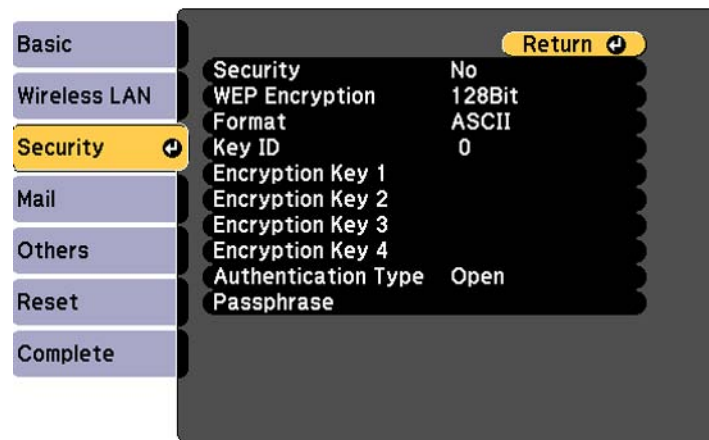 Basic
Wireless LAN
Security
Mail
Others
Reset
Complete
Return
Security No
WEP Encryption 128Bit
Format ASCII
Key ID 0
Encryption Key 1
Encryption Key 2
Encryption Key 3
Encryption Key 4
Authentication Type Open
Passphrase